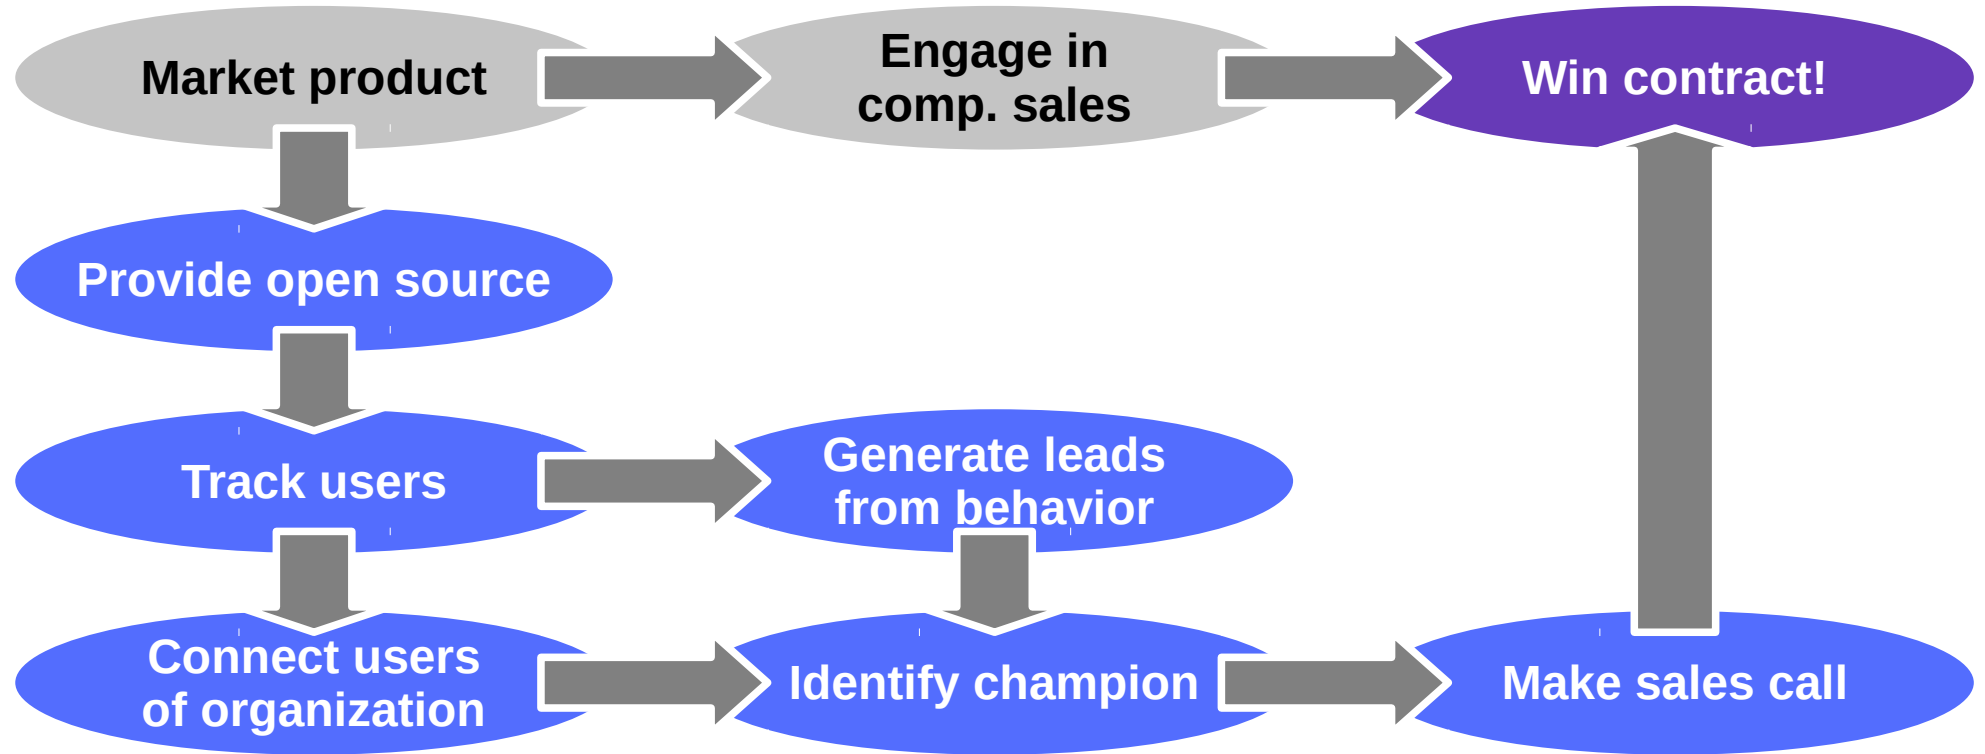 Market product
Engage in
comp. sales
Win contract!
Provide open source
Track users
Generate leads
from behavior
Connect users
of organization
Identify champion
Make sales call